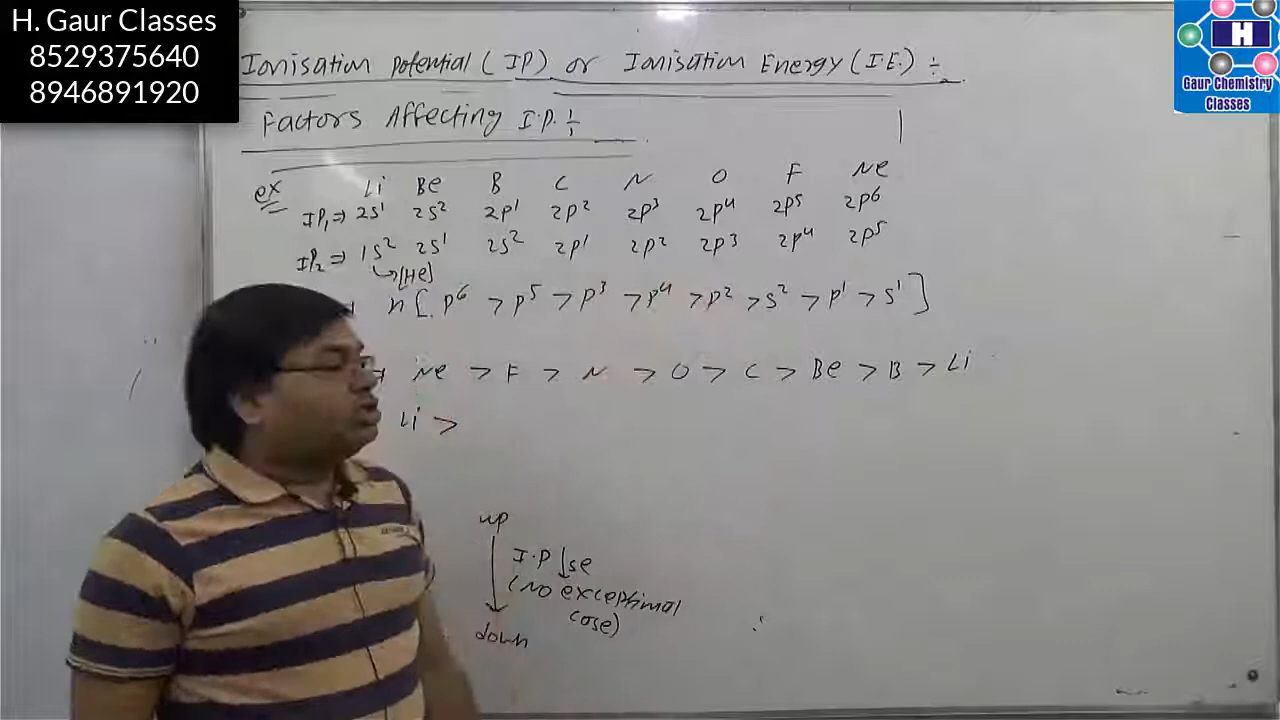 H. Gaur Classes
8529375640
8946891920
H
Gaur Chemistry
Classes
Ionisation Potential (IP) or Ionisation Energy (I.E.) ÷
Factors Affecting I.P. ÷
ex Li Be B C N O F Ne
IP₁ ⇒ 2s¹ 2s² 2p¹ 2p² 2p³ 2p⁴ 2p⁵ 2p⁶
IP₂ ⇒ 1s² 2s¹ 2s² 2p¹ 2p² 2p³ 2p⁴ 2p⁵
↳[He]
n[ p⁶ > p⁵ > p³ > p⁴ > p² > s² > p¹ > s¹ ]
Ne > F > N > O > C > Be > B > Li
Li >
up
I.P ↓se
(no exceptional
case)
down